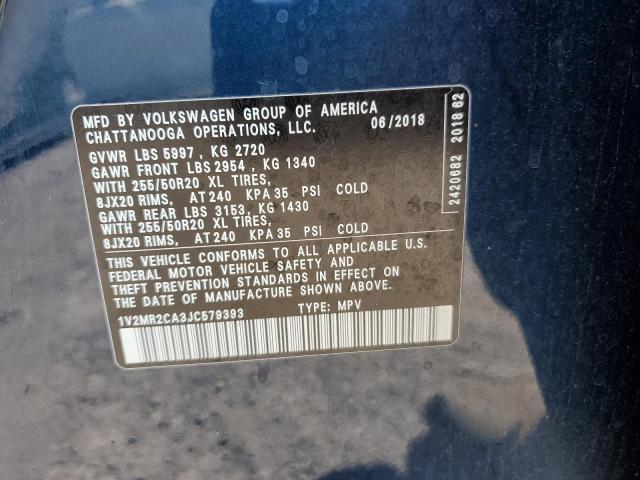 MFD BY VOLKSWAGEN GROUP OF AMERICA
CHATTANOOGA OPERATIONS, LLC. 06/2018
GVWR LBS 5997 , KG 2720
GAWR FRONT LBS 2954 , KG 1340
WITH 255/50R20 XL TIRES,
8JX20 RIMS, AT 240 KPA 35 PSI COLD
GAWR REAR LBS 3153, KG 1430
WITH 255/50R20 XL TIRES,
8JX20 RIMS, AT 240 KPA 35 PSI COLD
THIS VEHICLE CONFORMS TO ALL APPLICABLE U.S.
FEDERAL MOTOR VEHICLE SAFETY AND
THEFT PREVENTION STANDARDS IN EFFECT ON
THE DATE OF MANUFACTURE SHOWN ABOVE.
1V2MR2CA3JC579393 TYPE: MPV
2420682 2018 62